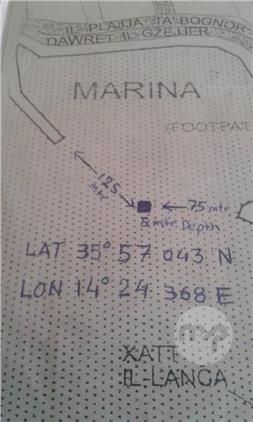 IL-PLAJJA TA' BOGNOR
DAWRET IL-GŻEJJER
MARINA
(FOOTPAT
125
mtr
75 mtr
5 mtr Depth
LAT 35° 57 043 N
LON 14° 24 368 E
XATT
IL-LANĊA